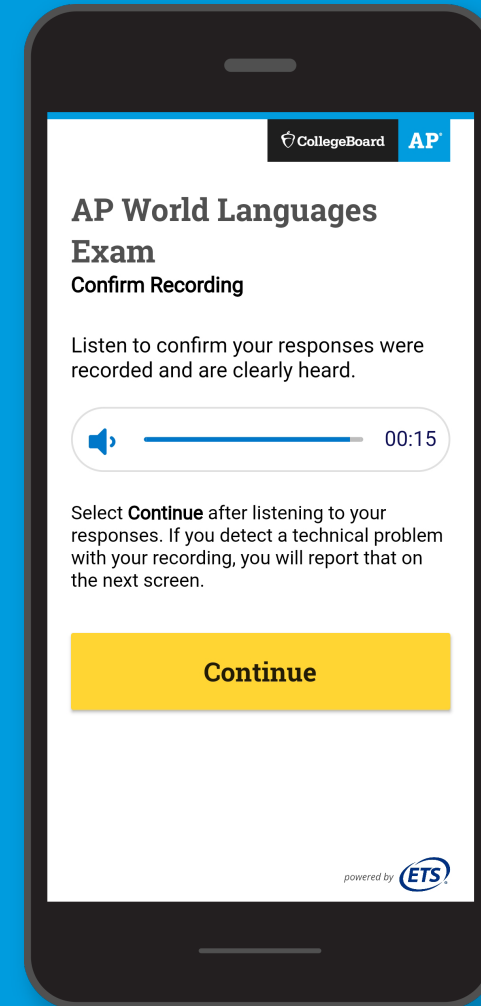 CollegeBoard AP®
AP World Languages
Exam
Confirm Recording
Listen to confirm your responses were
recorded and are clearly heard.
00:15
Select Continue after listening to your
responses. If you detect a technical problem
with your recording, you will report that on
the next screen.
Continue
powered by ETS®